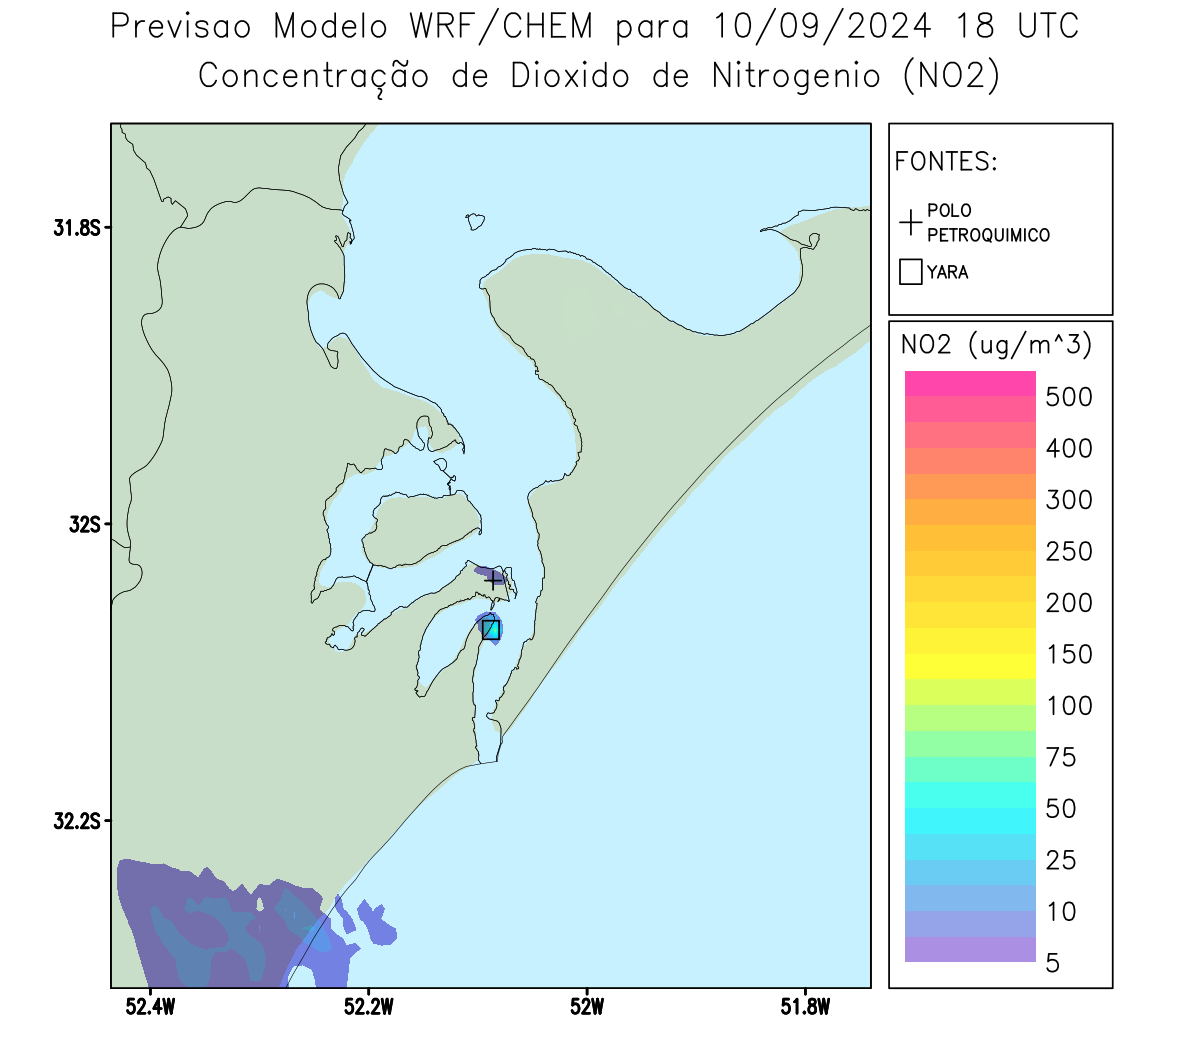 Previsao Modelo WRF/CHEM para 10/09/2024 18 UTC
Concentração de Dioxido de Nitrogenio (NO2)
FONTES:
POLO
PETROQUIMICO
YARA
NO2 (ug/m^3)
500
400
300
250
200
150
100
75
50
25
10
5
31.8S
32S
32.2S
52.4W
52.2W
52W
51.8W